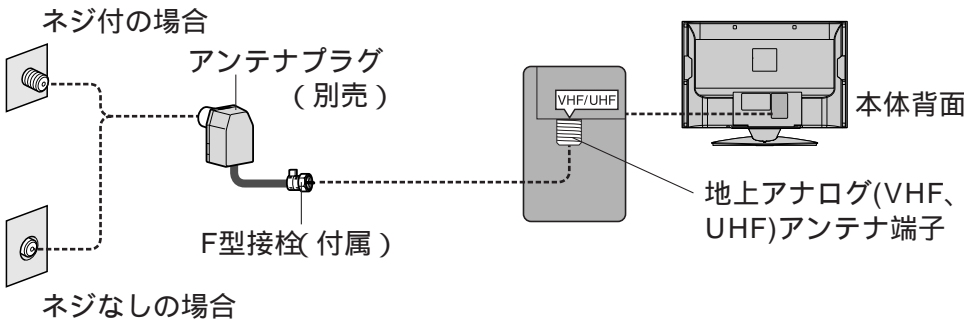 ネジ付の場合
アンテナプラグ
（別売）
VHF/UHF
本体背面
地上アナログ(VHF、
UHF)アンテナ端子
F型接栓（付属）
ネジなしの場合